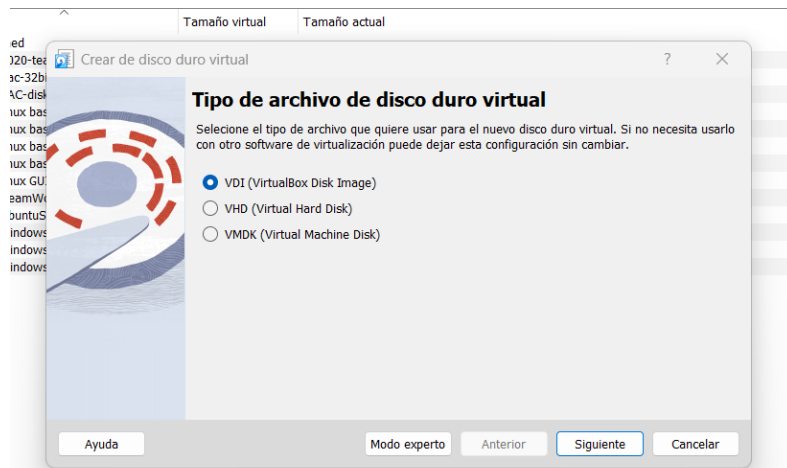 Tamaño virtual Tamaño actual
Crear de disco duro virtual ?
Tipo de archivo de disco duro virtual
Selecione el tipo de archivo que quiere usar para el nuevo disco duro virtual. Si no necesita usarlo
con otro software de virtualización puede dejar esta configuración sin cambiar.
VDI (VirtualBox Disk Image)
VHD (Virtual Hard Disk)
VMDK (Virtual Machine Disk)
Ayuda Modo experto Anterior Siguiente Cancelar